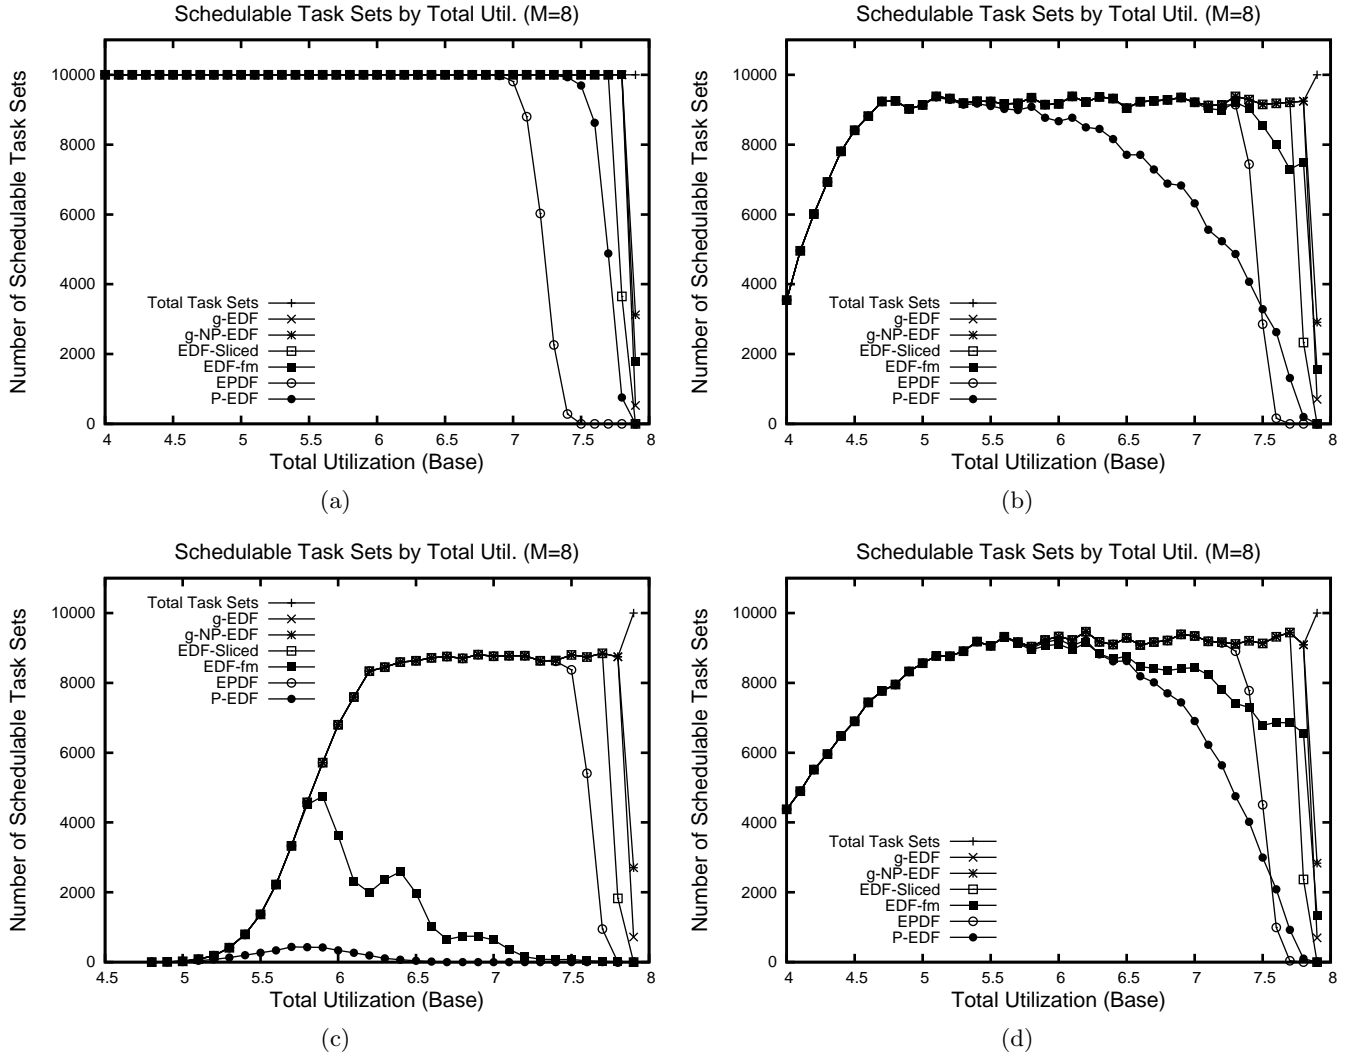 Schedulable Task Sets by Total Util. (M=8)
Number of Schedulable Task Sets
10000
8000
6000
4000
2000
0
Total Task Sets
g-EDF
g-NP-EDF
EDF-Sliced
EDF-fm
EPDF
P-EDF
4 4.5 5 5.5 6 6.5 7 7.5 8
Total Utilization (Base)
(a)
Schedulable Task Sets by Total Util. (M=8)
Number of Schedulable Task Sets
10000
8000
6000
4000
2000
0
Total Task Sets
g-EDF
g-NP-EDF
EDF-Sliced
EDF-fm
EPDF
P-EDF
4 4.5 5 5.5 6 6.5 7 7.5 8
Total Utilization (Base)
(b)
Schedulable Task Sets by Total Util. (M=8)
Number of Schedulable Task Sets
10000
8000
6000
4000
2000
0
Total Task Sets
g-EDF
g-NP-EDF
EDF-Sliced
EDF-fm
EPDF
P-EDF
4.5 5 5.5 6 6.5 7 7.5 8
Total Utilization (Base)
(c)
Schedulable Task Sets by Total Util. (M=8)
Number of Schedulable Task Sets
10000
8000
6000
4000
2000
0
Total Task Sets
g-EDF
g-NP-EDF
EDF-Sliced
EDF-fm
EPDF
P-EDF
4 4.5 5 5.5 6 6.5 7 7.5 8
Total Utilization (Base)
(d)